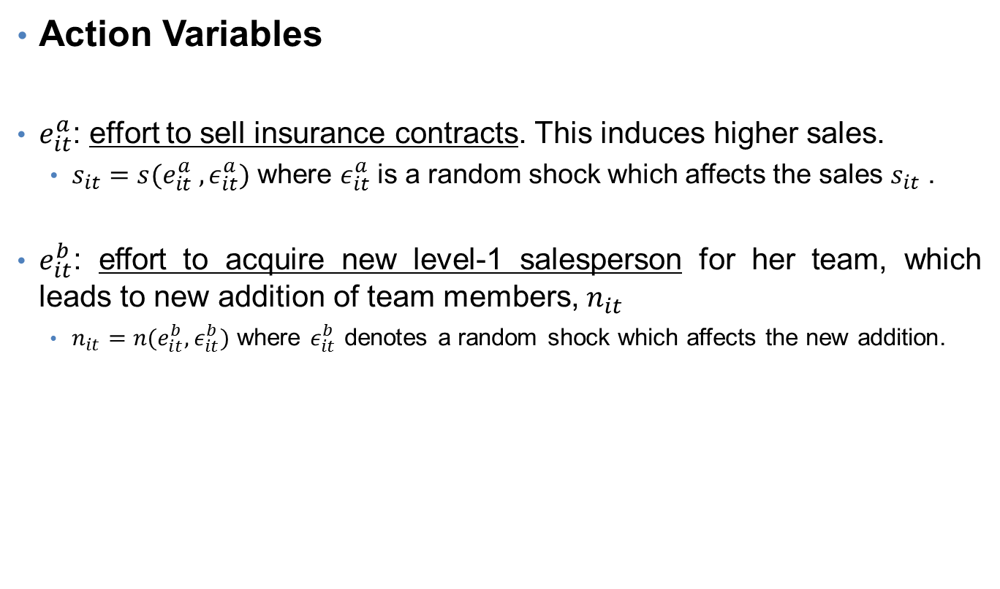 • Action Variables
• $e_{it}^{a}$: effort to sell insurance contracts. This induces higher sales.
• $s_{it} = s(e_{it}^{a}, \epsilon_{it}^{a})$ where $\epsilon_{it}^{a}$ is a random shock which affects the sales $s_{it}$ .
• $e_{it}^{b}$: effort to acquire new level-1 salesperson for her team, which
leads to new addition of team members, $n_{it}$
• $n_{it} = n(e_{it}^{b}, \epsilon_{it}^{b})$ where $\epsilon_{it}^{b}$ denotes a random shock which affects the new addition.